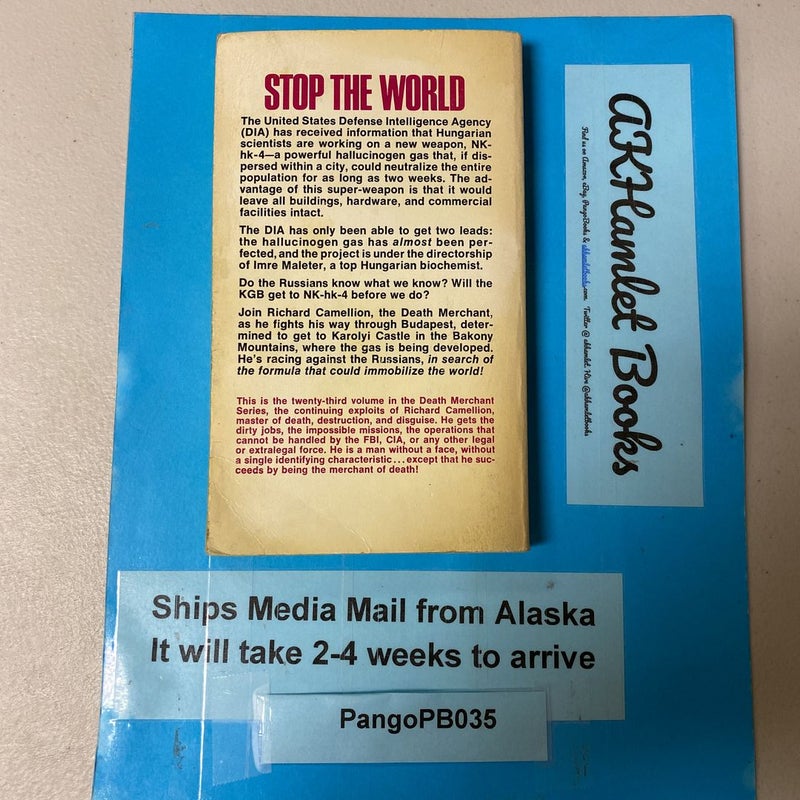 STOP THE WORLD
The United States Defense Intelligence Agency
(DIA) has received information that Hungarian
scientists are working on a new weapon, NK-
hk-4—a powerful hallucinogen gas that, if dis-
persed within a city, could neutralize the entire
population for as long as two weeks. The ad-
vantage of this super-weapon is that it would
leave all buildings, hardware, and commercial
facilities intact.
The DIA has only been able to get two leads:
the hallucinogen gas has almost been per-
fected, and the project is under the directorship
of Imre Maleter, a top Hungarian biochemist.
Do the Russians know what we know? Will the
KGB get to NK-hk-4 before we do?
Join Richard Camellion, the Death Merchant,
as he fights his way through Budapest, deter-
mined to get to Karolyi Castle in the Bakony
Mountains, where the gas is being developed.
He's racing against the Russians, in search of
the formula that could immobilize the world!
This is the twenty-third volume in the Death Merchant
Series, the continuing exploits of Richard Camellion,
master of death, destruction, and disguise. He gets the
dirty jobs, the impossible missions, the operations that
cannot be handled by the FBI, CIA, or any other legal
or extralegal force. He is a man without a face, without
a single identifying characteristic...except that he suc-
ceeds by being the merchant of death!
AKHamlet Books
Find us on Amazon, eBay, PangoBooks & akhamletbooks.com. Twitter @ akhamlet. Hive @akhamletbooks
Ships Media Mail from Alaska
It will take 2-4 weeks to arrive
PangoPB035